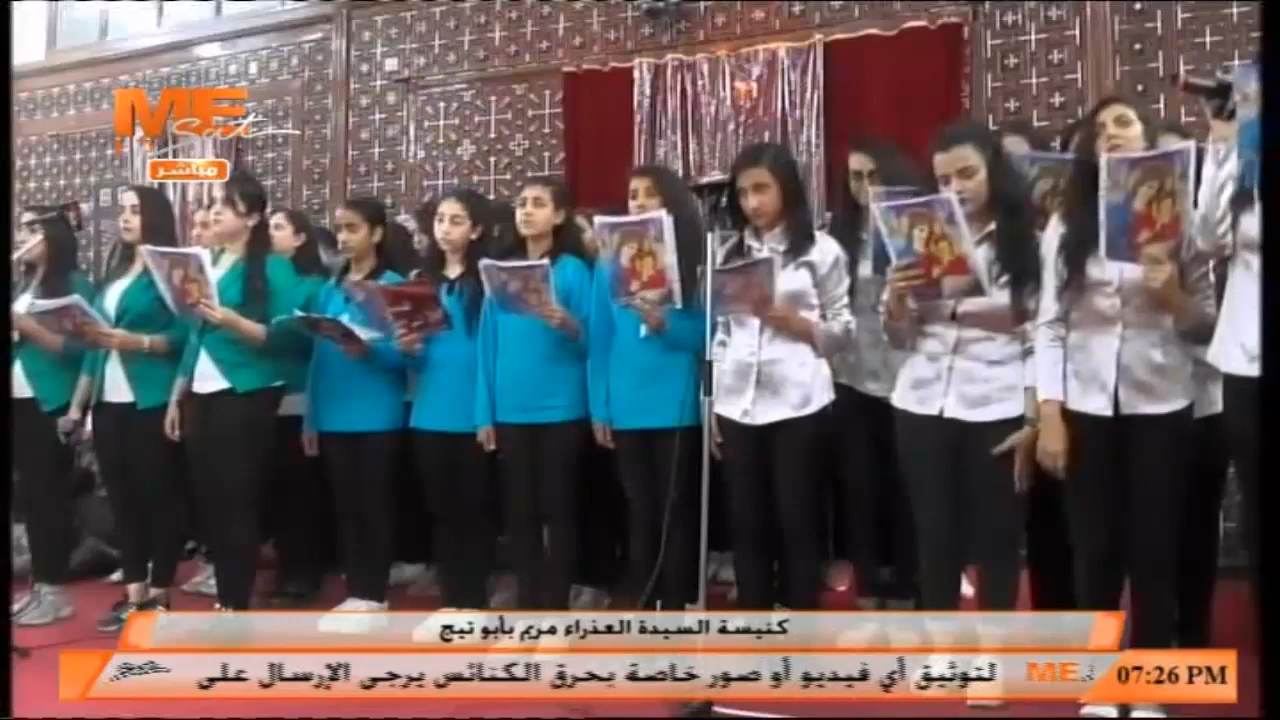 ME
Sat
مباشر
كنيسة السيدة العذراء مريم بأبو تيج
لتوثيق أي فيديو أو صور خاصة بحرق الكنائس يرجى الإرسال على
ME
07:26 PM